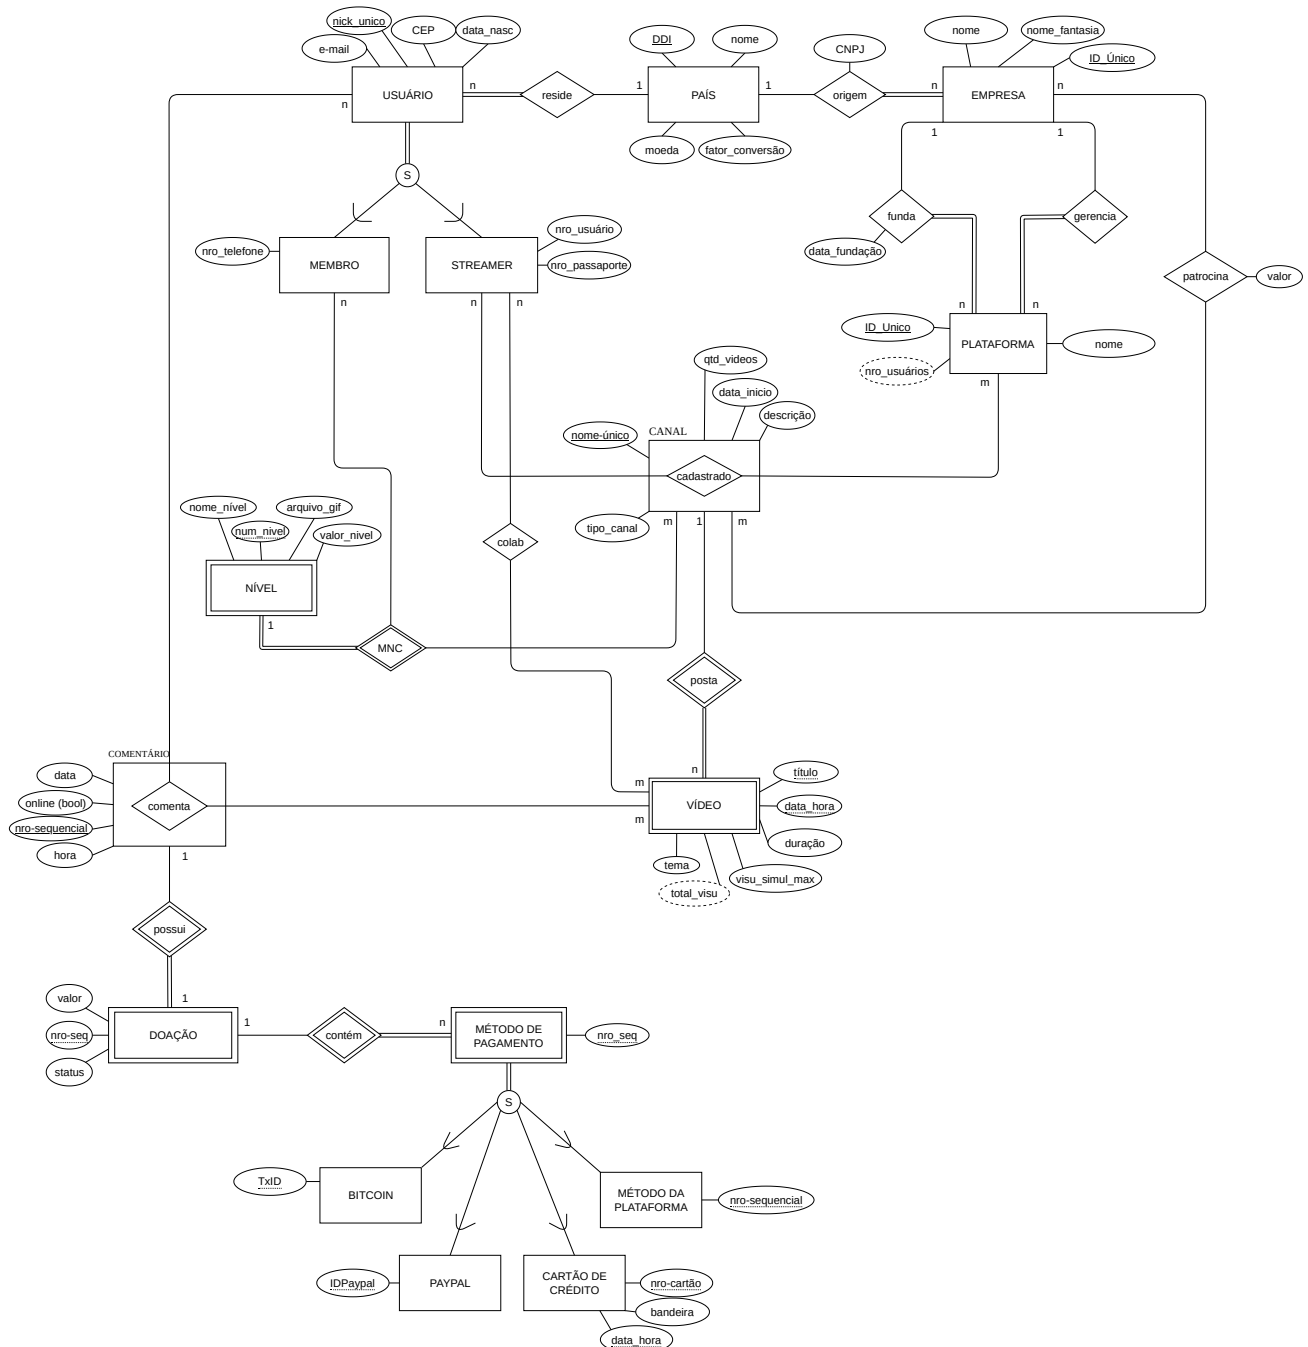 nick_unico
CEP
data_nasc
e-mail
USUÁRIO
n
n
reside
DDI
nome
1
PAÍS
1
moeda
fator_conversão
CNPJ
origem
nome
nome_fantasia
ID_Único
n
EMPRESA
n
1
1
S
funda
gerencia
data_fundação
patrocina
valor
nro_telefone
MEMBRO
n
STREAMER
nro_usuário
nro_passaporte
n
n
n
n
ID_Unico
PLATAFORMA
nome
nro_usuários
m
qtd_videos
data_inicio
descrição
nome-único
CANAL
cadastrado
tipo_canal
m
1
m
colab
nome_nível
arquivo_gif
num_nivel
valor_nivel
NÍVEL
1
MNC
posta
n
m
VÍDEO
m
título
data_hora
duração
tema
visu_simul_max
total_visu
COMENTÁRIO
data
online (bool)
nro-sequencial
hora
comenta
1
possui
1
valor
nro-seq
status
DOAÇÃO
1
contém
n
MÉTODO DE
PAGAMENTO
nro_seq
S
TxID
BITCOIN
MÉTODO DA
PLATAFORMA
nro-sequencial
IDPaypal
PAYPAL
CARTÃO DE
CRÉDITO
nro-cartão
bandeira
data_hora